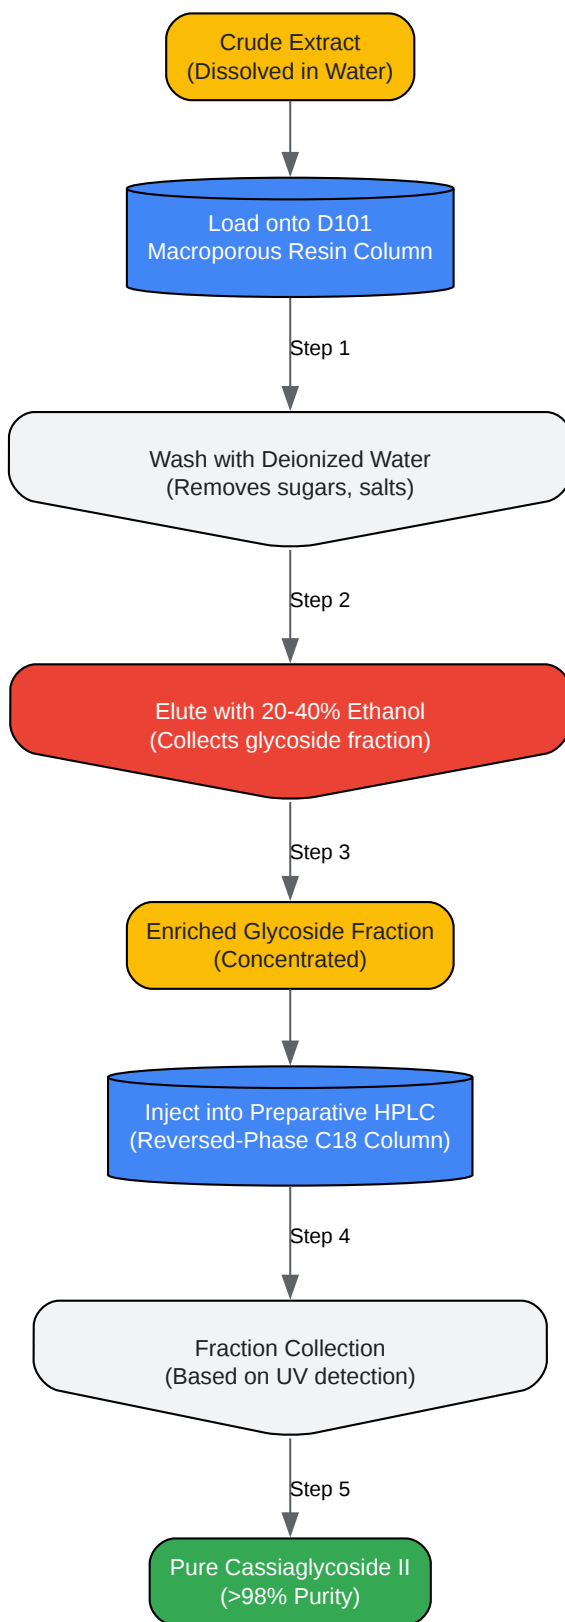 Crude Extract
(Dissolved in Water)
Load onto D101
Macroporous Resin Column
Step 1
Wash with Deionized Water
(Removes sugars, salts)
Step 2
Elute with 20-40% Ethanol
(Collects glycoside fraction)
Step 3
Enriched Glycoside Fraction
(Concentrated)
Inject into Preparative HPLC
(Reversed-Phase C18 Column)
Step 4
Fraction Collection
(Based on UV detection)
Step 5
Pure Cassiaglycoside II
(>98% Purity)